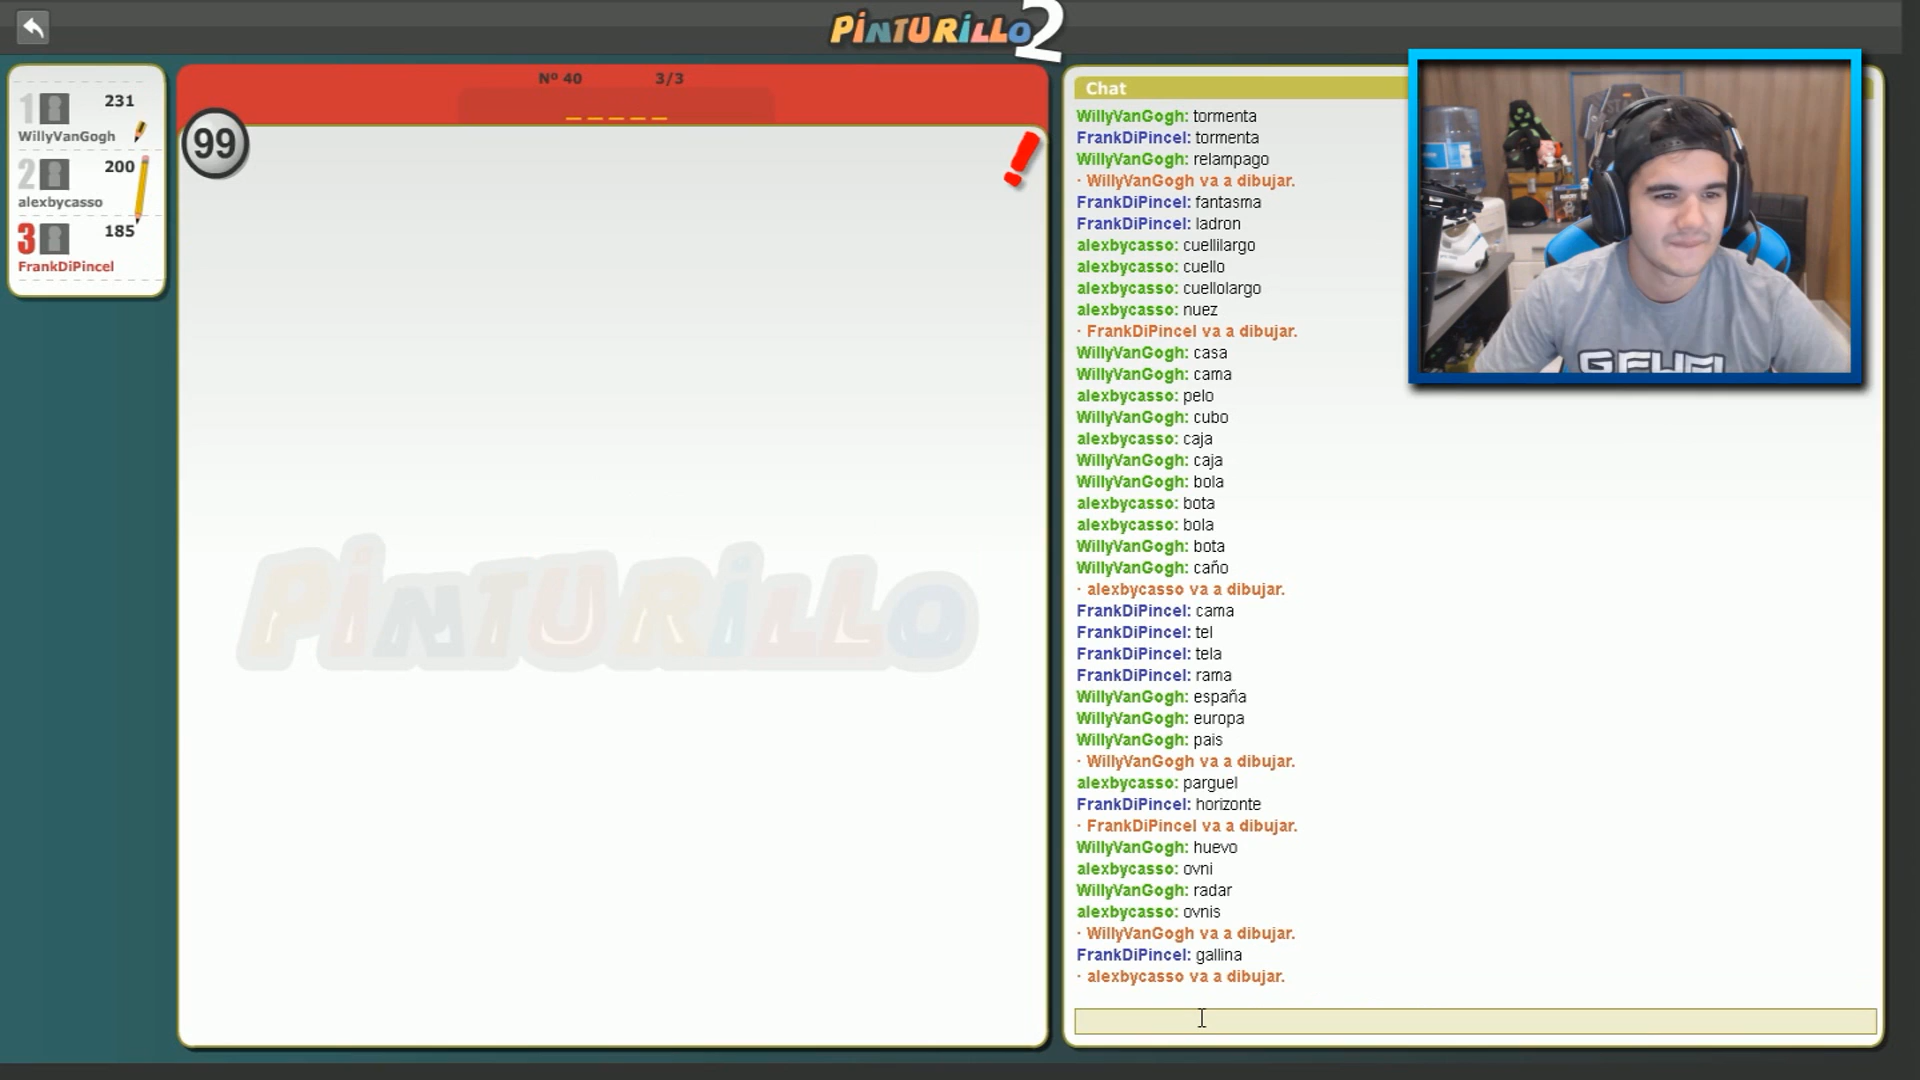 PINTURILLO 2
Nº 40 3/3
_ _ _ _ _
99
1 231
WillyVanGogh
2 200
alexbycasso
3 185
FrankDiPincel
PINTURILLO
Chat
WillyVanGogh: tormenta
FrankDiPincel: tormenta
WillyVanGogh: relampago
· WillyVanGogh va a dibujar.
FrankDiPincel: fantasma
FrankDiPincel: ladron
alexbycasso: cuellilargo
alexbycasso: cuello
alexbycasso: cuellolargo
alexbycasso: nuez
· FrankDiPincel va a dibujar.
WillyVanGogh: casa
WillyVanGogh: cama
alexbycasso: pelo
WillyVanGogh: cubo
alexbycasso: caja
WillyVanGogh: caja
WillyVanGogh: bola
alexbycasso: bota
alexbycasso: bola
WillyVanGogh: bota
WillyVanGogh: caño
· alexbycasso va a dibujar.
FrankDiPincel: cama
FrankDiPincel: tel
FrankDiPincel: tela
FrankDiPincel: rama
WillyVanGogh: españa
WillyVanGogh: europa
WillyVanGogh: pais
· WillyVanGogh va a dibujar.
alexbycasso: parguel
FrankDiPincel: horizonte
· FrankDiPincel va a dibujar.
WillyVanGogh: huevo
alexbycasso: ovni
WillyVanGogh: radar
alexbycasso: ovnis
· WillyVanGogh va a dibujar.
FrankDiPincel: gallina
· alexbycasso va a dibujar.